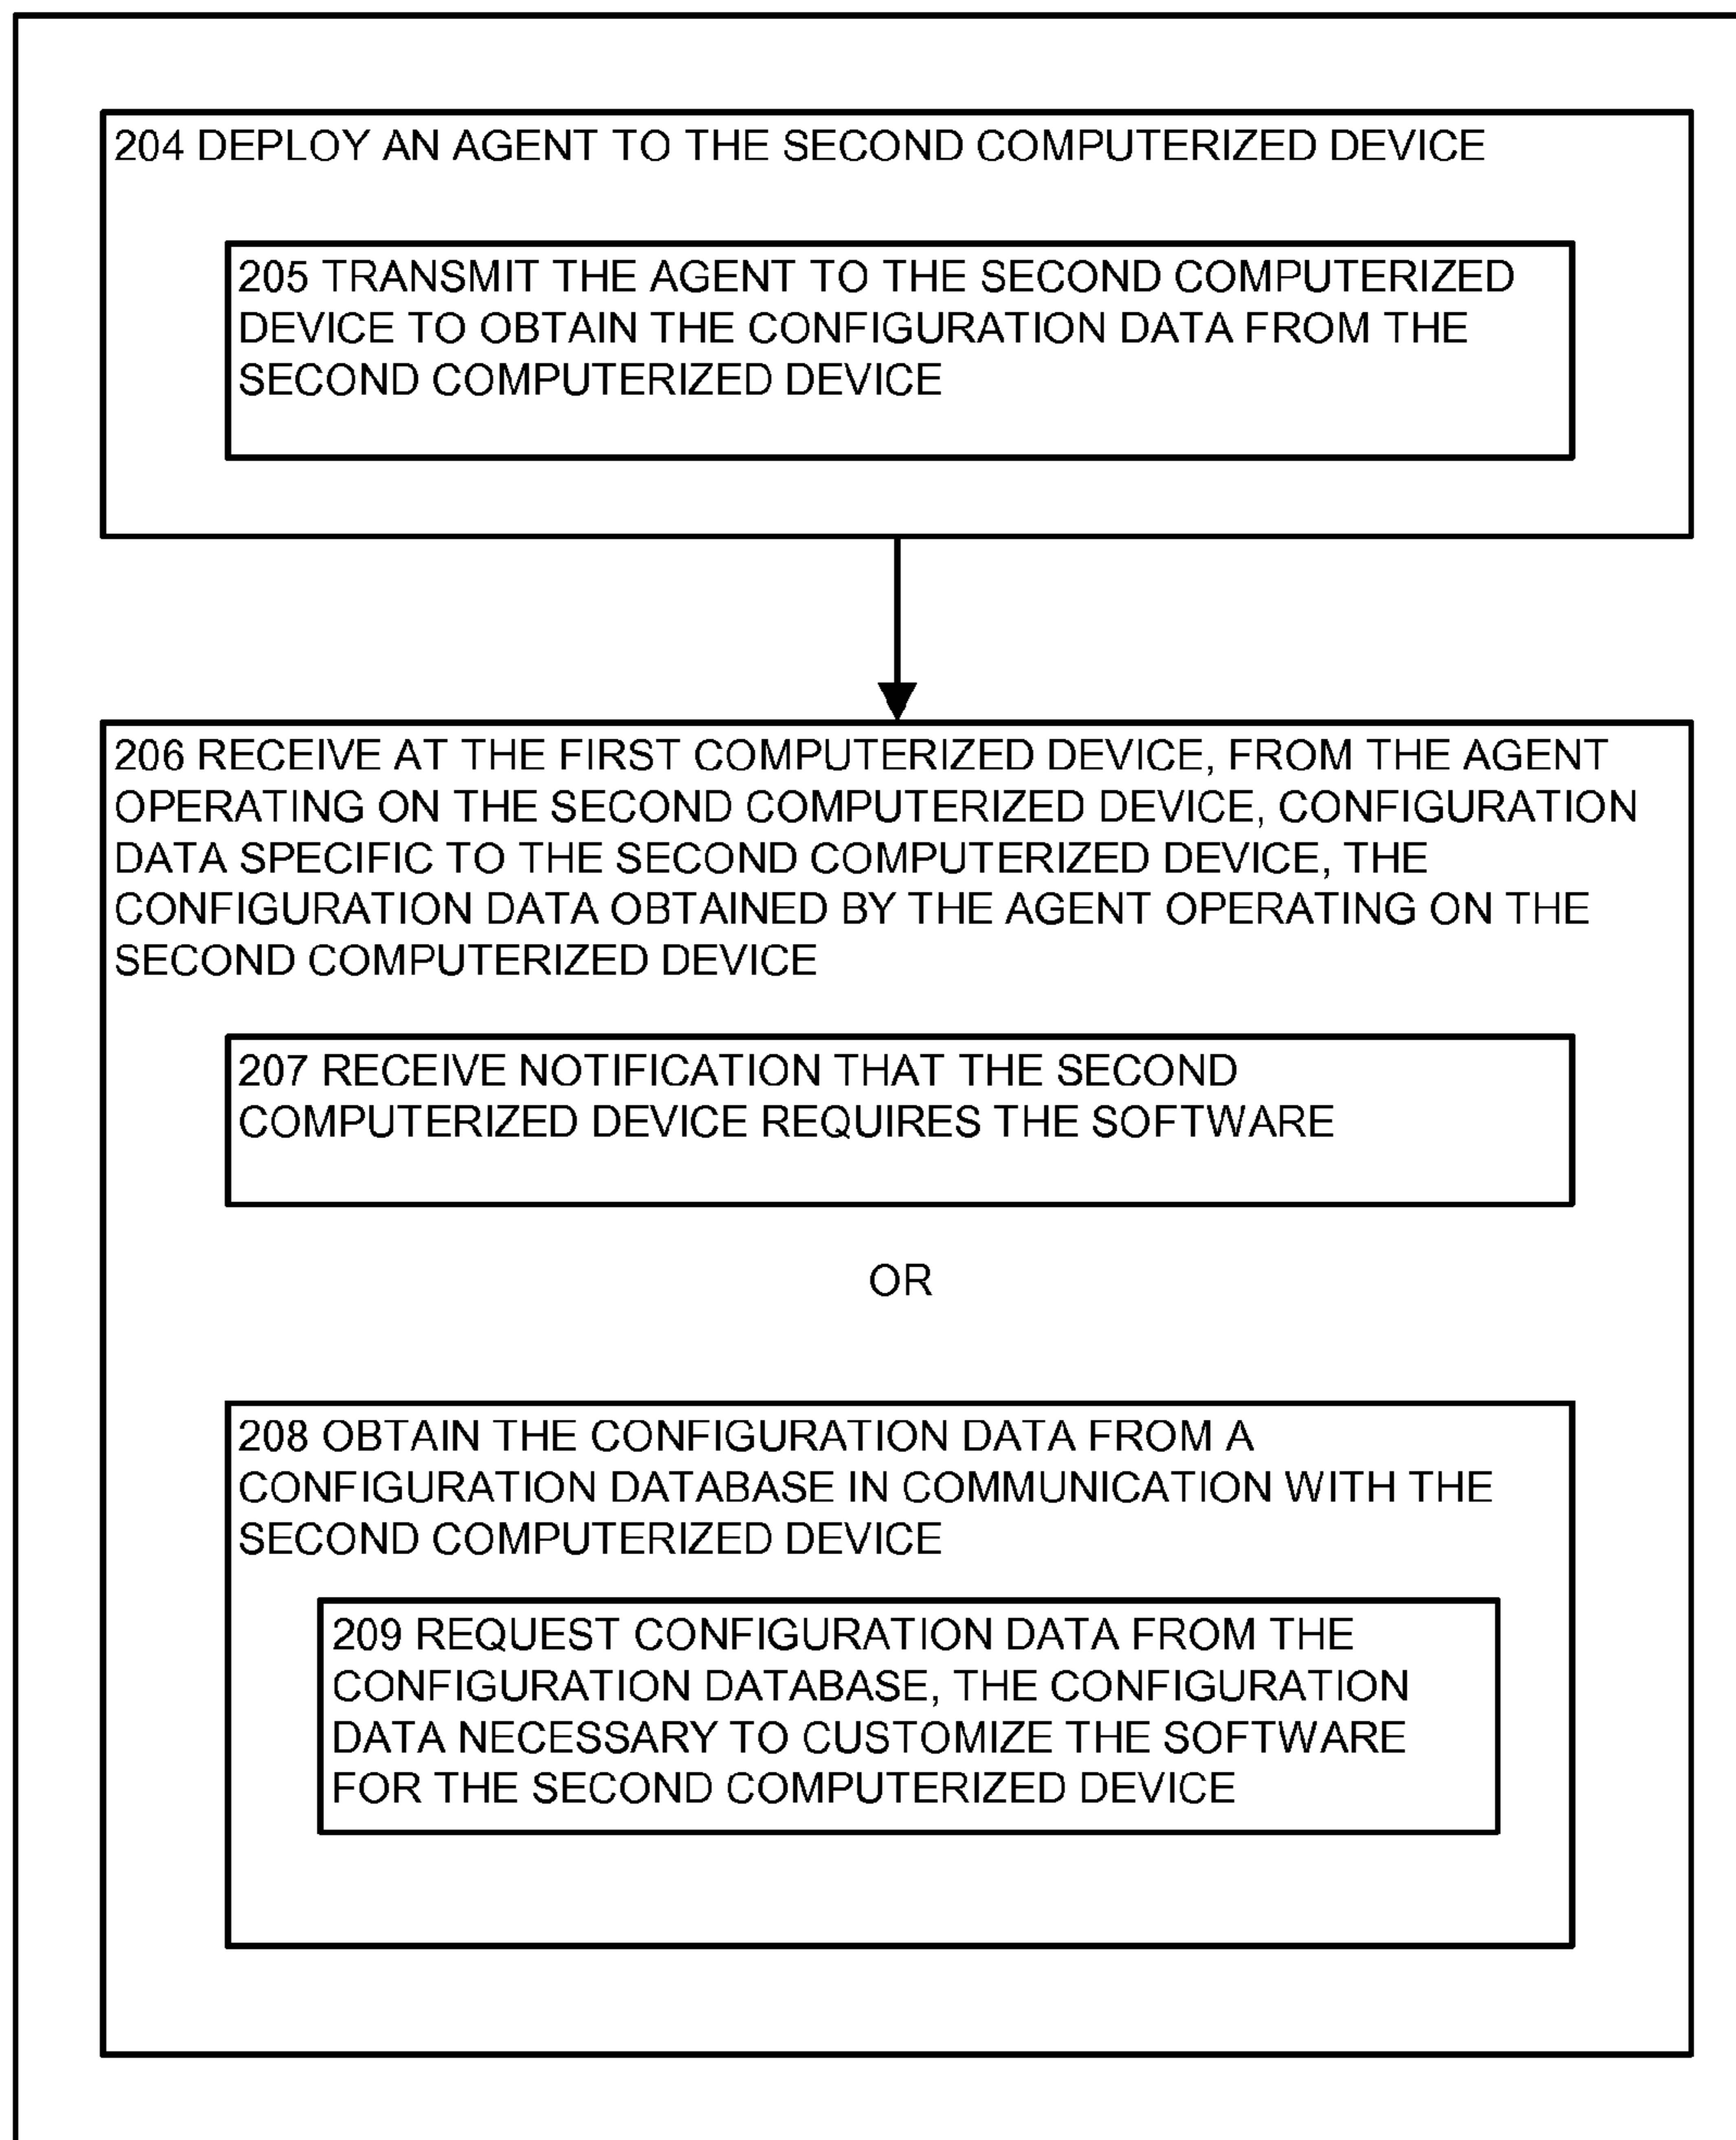 204 DEPLOY AN AGENT TO THE SECOND COMPUTERIZED DEVICE
205 TRANSMIT THE AGENT TO THE SECOND COMPUTERIZED
DEVICE TO OBTAIN THE CONFIGURATION DATA FROM THE
SECOND COMPUTERIZED DEVICE
206 RECEIVE AT THE FIRST COMPUTERIZED DEVICE, FROM THE AGENT
OPERATING ON THE SECOND COMPUTERIZED DEVICE, CONFIGURATION
DATA SPECIFIC TO THE SECOND COMPUTERIZED DEVICE, THE
CONFIGURATION DATA OBTAINED BY THE AGENT OPERATING ON THE
SECOND COMPUTERIZED DEVICE
207 RECEIVE NOTIFICATION THAT THE SECOND
COMPUTERIZED DEVICE REQUIRES THE SOFTWARE
OR
208 OBTAIN THE CONFIGURATION DATA FROM A
CONFIGURATION DATABASE IN COMMUNICATION WITH THE
SECOND COMPUTERIZED DEVICE
209 REQUEST CONFIGURATION DATA FROM THE
CONFIGURATION DATABASE, THE CONFIGURATION
DATA NECESSARY TO CUSTOMIZE THE SOFTWARE
FOR THE SECOND COMPUTERIZED DEVICE